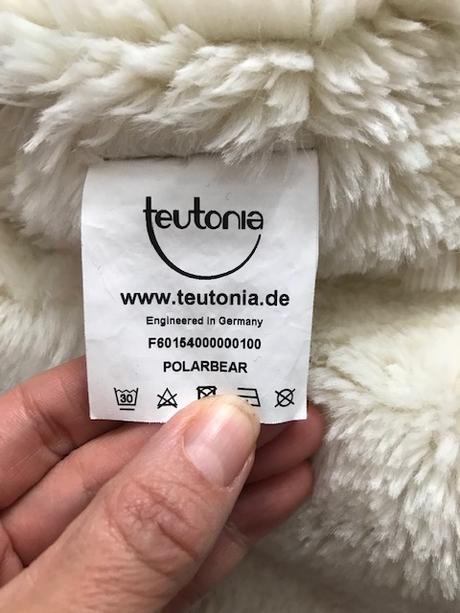 teutonia
www.teutonia.de
Engineered in Germany
F60154000000100
POLARBEAR
30